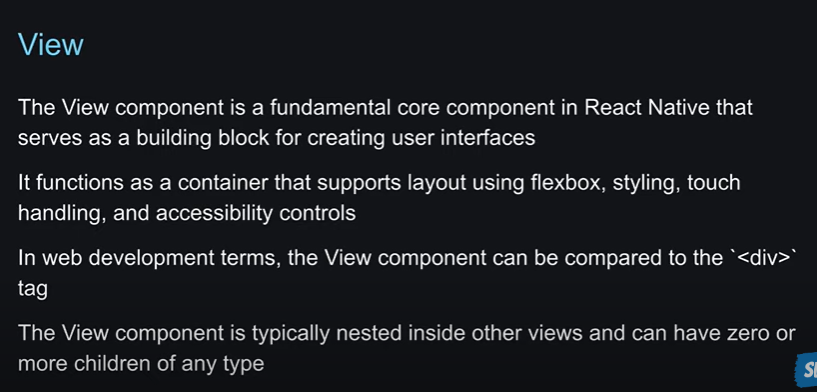 View
The View component is a fundamental core component in React Native that
serves as a building block for creating user interfaces
It functions as a container that supports layout using flexbox, styling, touch
handling, and accessibility controls
In web development terms, the View component can be compared to the `<div>`
tag
The View component is typically nested inside other views and can have zero or
more children of any type